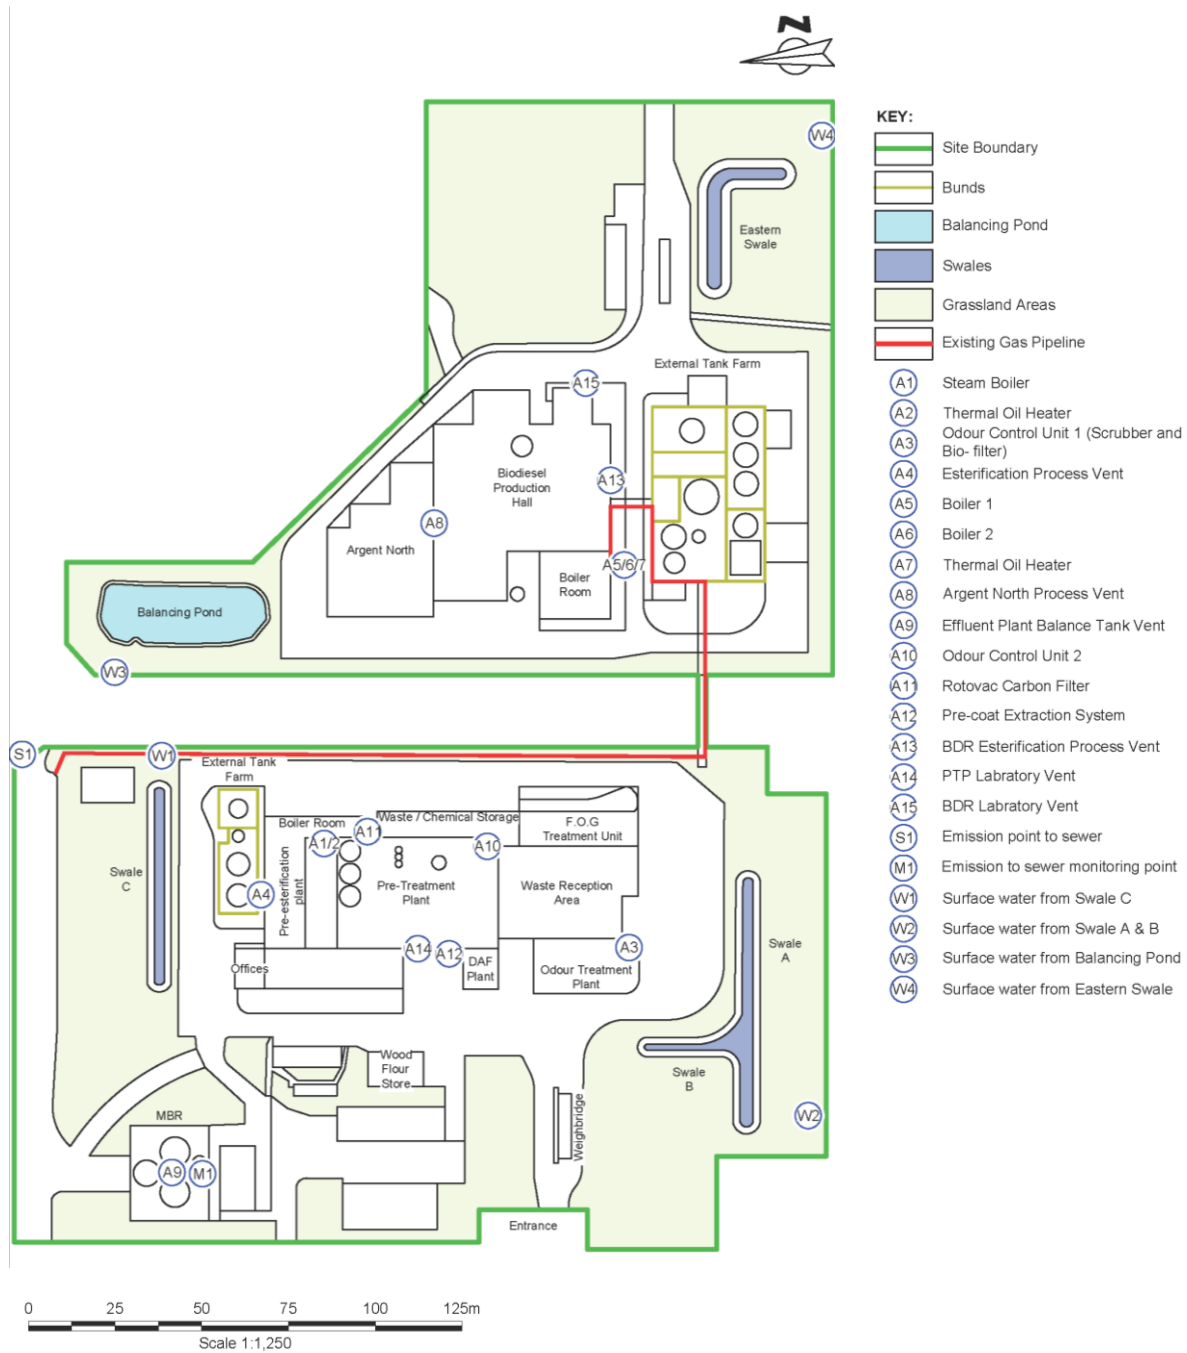 N
W4
Eastern
Swale
External Tank Farm
A15
Biodiesel
Production
Hall
A13
A8
Argent North
A5/6/7
Boiler
Room
Balancing Pond
W3
S1
W1
External Tank
Farm
Boiler Room
A11
Waste / Chemical Storage
F.O.G
Treatment Unit
A1/2
A10
Swale
C
Pre-esterification
plant
Pre-Treatment
Plant
Waste Reception
Area
A4
A14
A12
A3
Swale
A
Offices
DAF
Plant
Odour Treatment
Plant
Wood
Flour
Store
Swale
B
MBR
Weighbridge
W2
A9
M1
Entrance
0 25 50 75 100 125m
Scale 1:1,250
KEY:
Site Boundary
Bunds
Balancing Pond
Swales
Grassland Areas
Existing Gas Pipeline
A1 Steam Boiler
A2 Thermal Oil Heater
A3 Odour Control Unit 1 (Scrubber and
Bio- filter)
A4 Esterification Process Vent
A5 Boiler 1
A6 Boiler 2
A7 Thermal Oil Heater
A8 Argent North Process Vent
A9 Effluent Plant Balance Tank Vent
A10 Odour Control Unit 2
A11 Rotovac Carbon Filter
A12 Pre-coat Extraction System
A13 BDR Esterification Process Vent
A14 PTP Labratory Vent
A15 BDR Labratory Vent
S1 Emission point to sewer
M1 Emission to sewer monitoring point
W1 Surface water from Swale C
W2 Surface water from Swale A & B
W3 Surface water from Balancing Pond
W4 Surface water from Eastern Swale